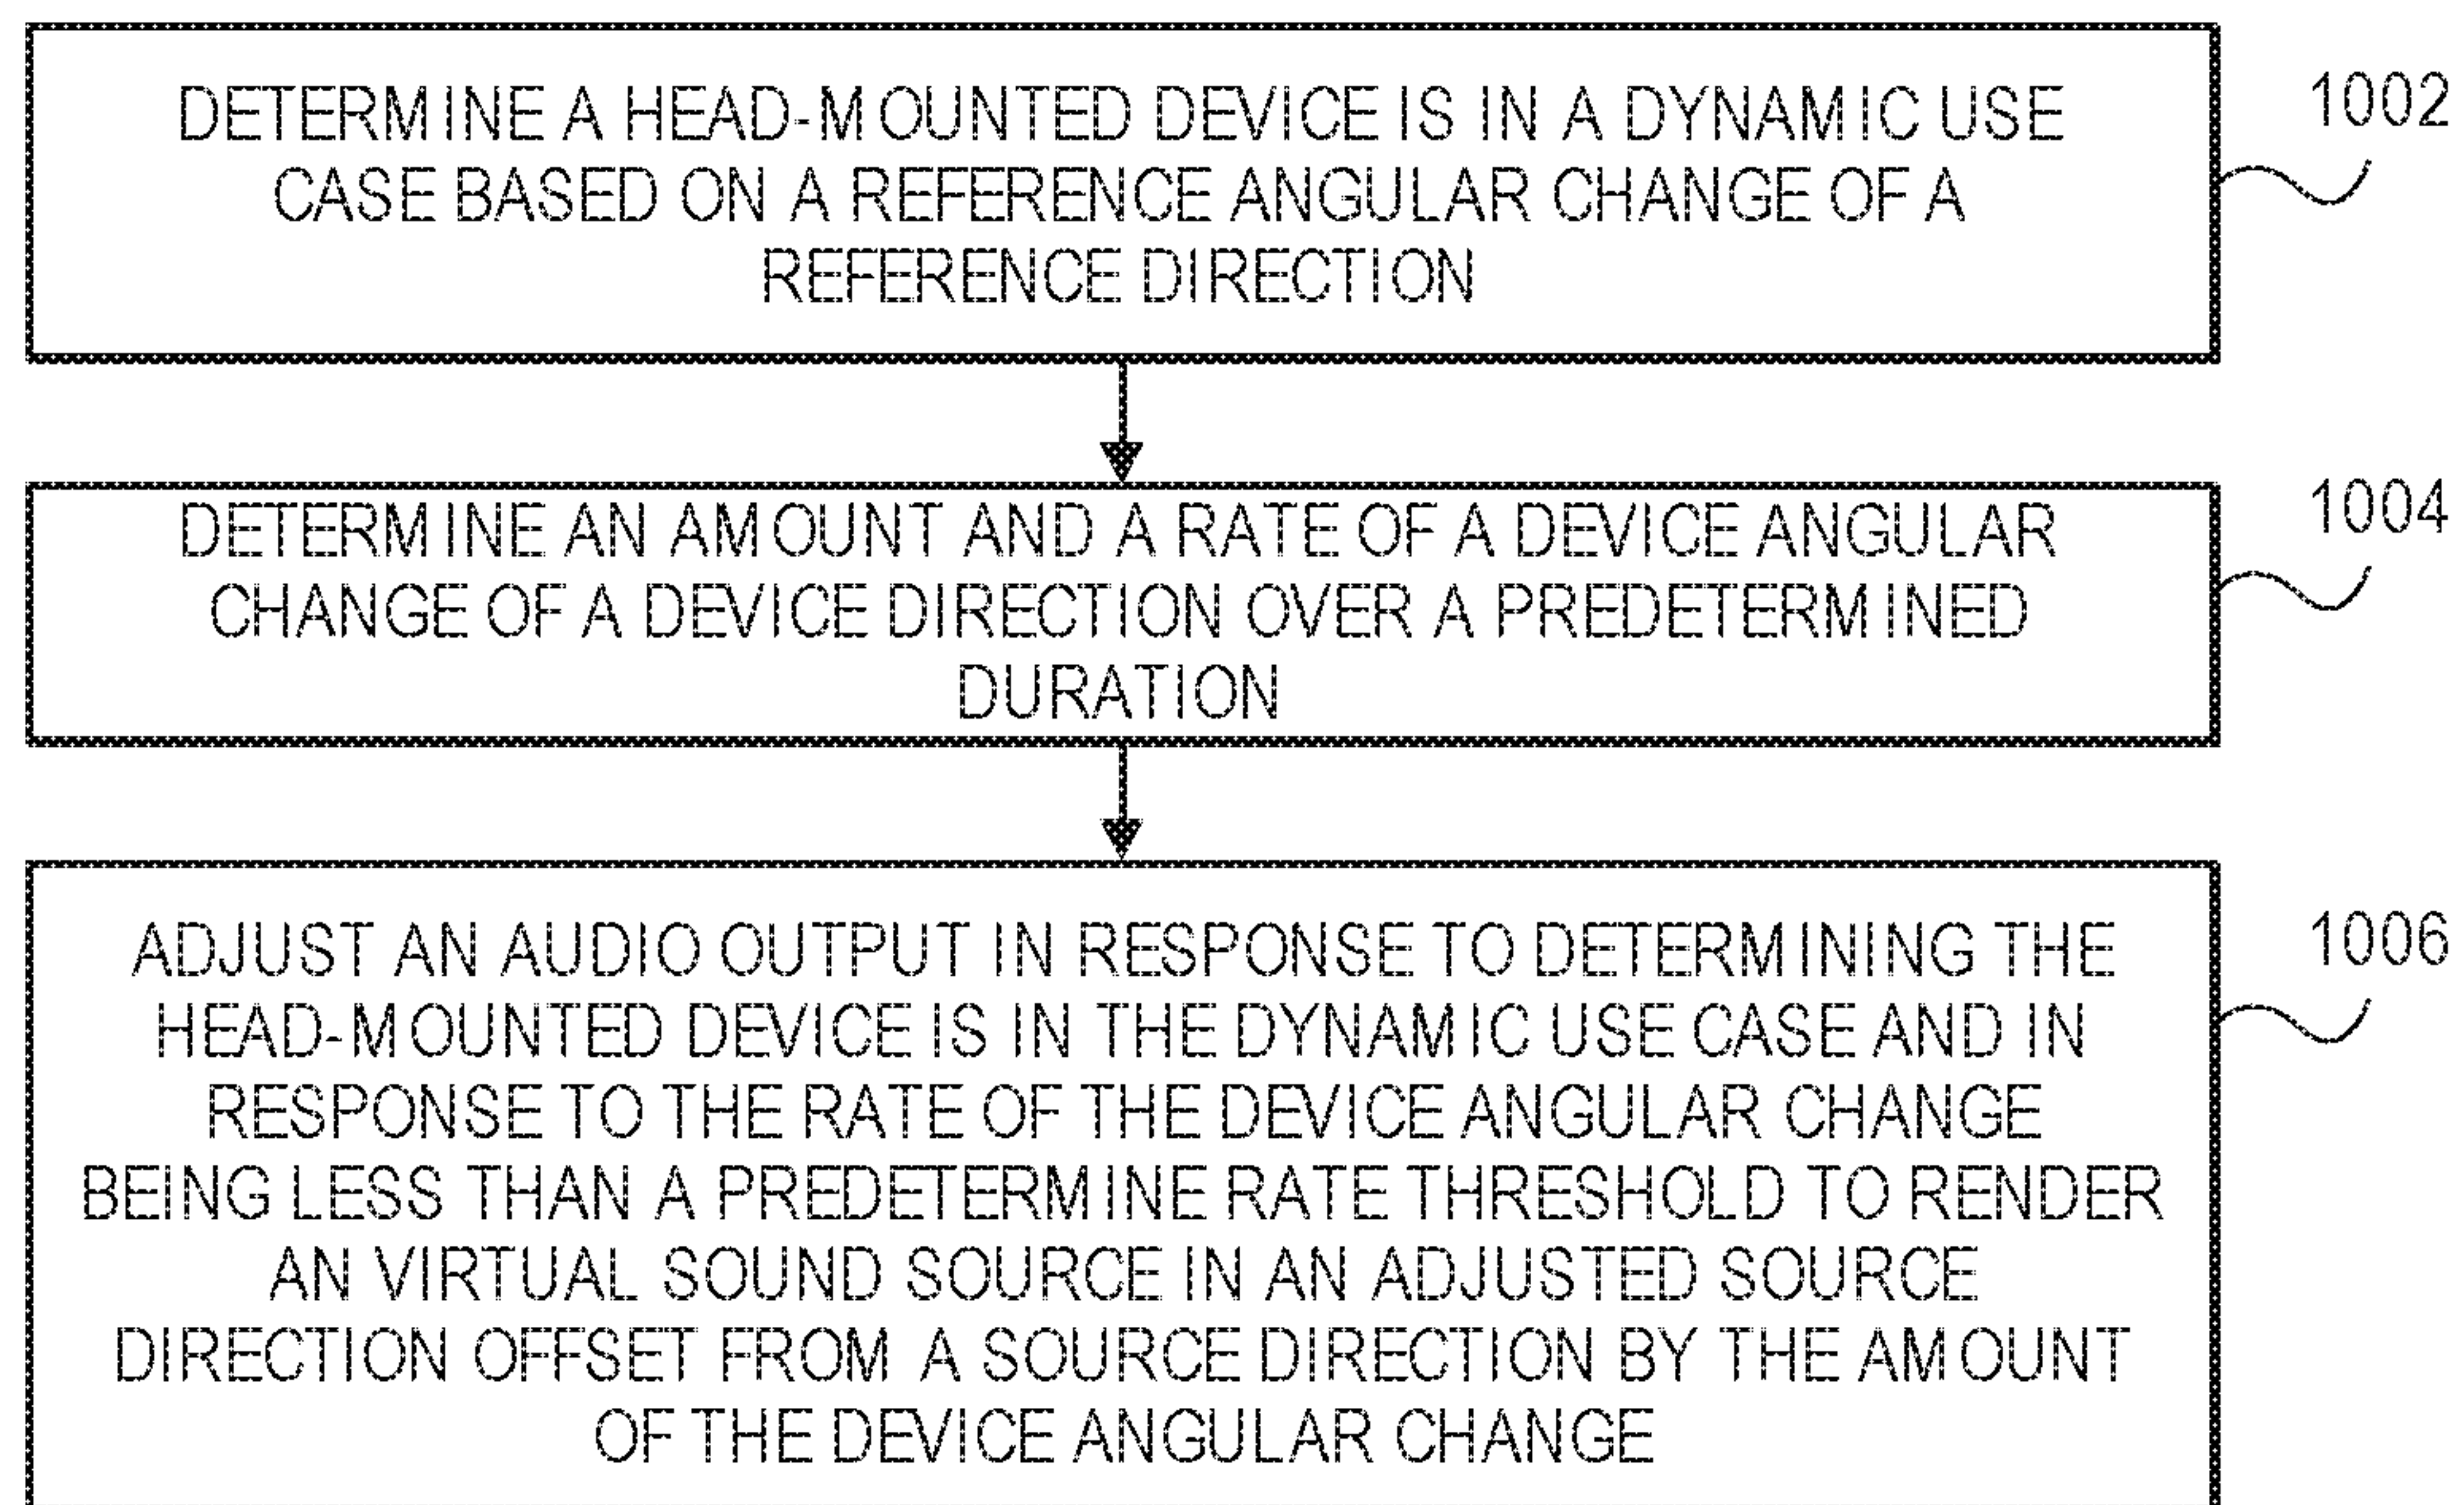 DETERMINE A HEAD-MOUNTED DEVICE IS IN A DYNAMIC USE
CASE BASED ON A REFERENCE ANGULAR CHANGE OF A
REFERENCE DIRECTION
1002
DETERMINE AN AMOUNT AND A RATE OF A DEVICE ANGULAR
CHANGE OF A DEVICE DIRECTION OVER A PREDETERMINED
DURATION
1004
ADJUST AN AUDIO OUTPUT IN RESPONSE TO DETERMINING THE
HEAD-MOUNTED DEVICE IS IN THE DYNAMIC USE CASE AND IN
RESPONSE TO THE RATE OF THE DEVICE ANGULAR CHANGE
BEING LESS THAN A PREDETERMINE RATE THRESHOLD TO RENDER
AN VIRTUAL SOUND SOURCE IN AN ADJUSTED SOURCE
DIRECTION OFFSET FROM A SOURCE DIRECTION BY THE AMOUNT
OF THE DEVICE ANGULAR CHANGE
1006